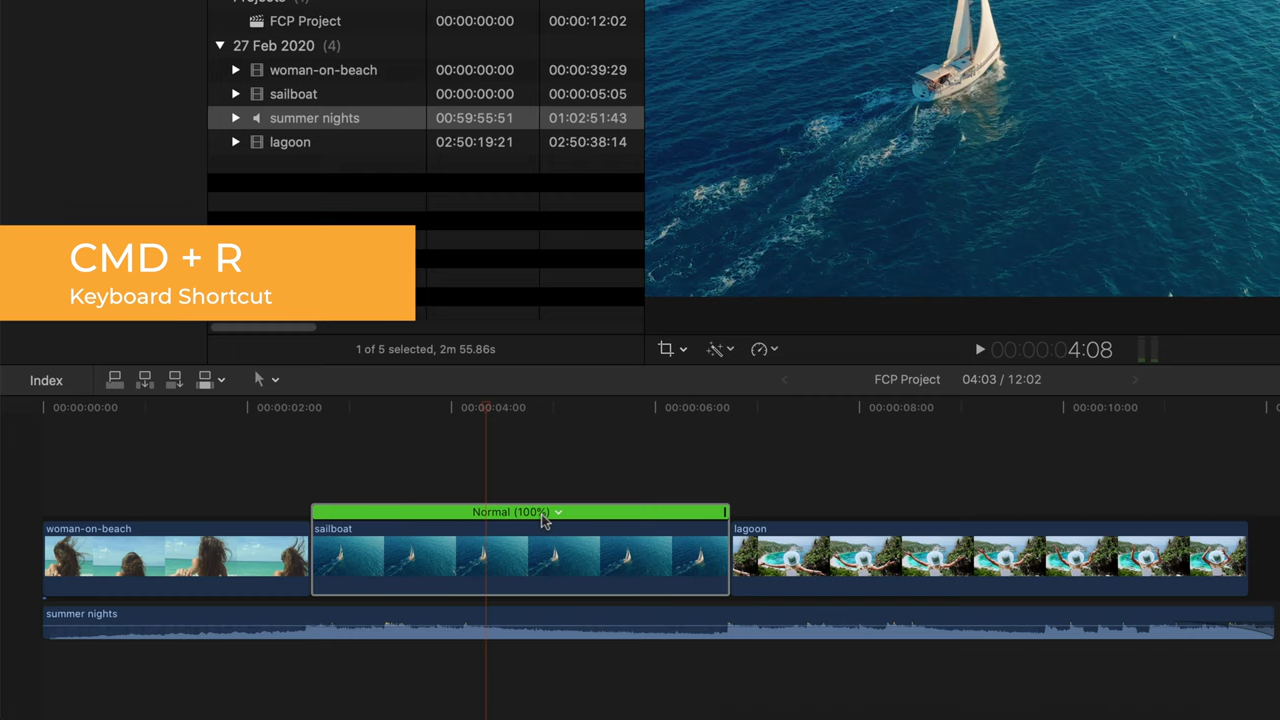 FCP Project 00:00:00:00 00:00:12:02
27 Feb 2020 (4)
woman-on-beach 00:00:00:00 00:00:39:29
sailboat 00:00:00:00 00:00:05:05
summer nights 00:59:55:51 01:02:51:43
lagoon 02:50:19:21 02:50:38:14
CMD + R
Keyboard Shortcut
1 of 5 selected, 2m 55.86s
00:00:04:08
Index
FCP Project 04:03 / 12:02
00:00:00:00 00:00:02:00 00:00:04:00 00:00:06:00 00:00:08:00 00:00:10:00
Normal (100%)
woman-on-beach sailboat lagoon
summer nights